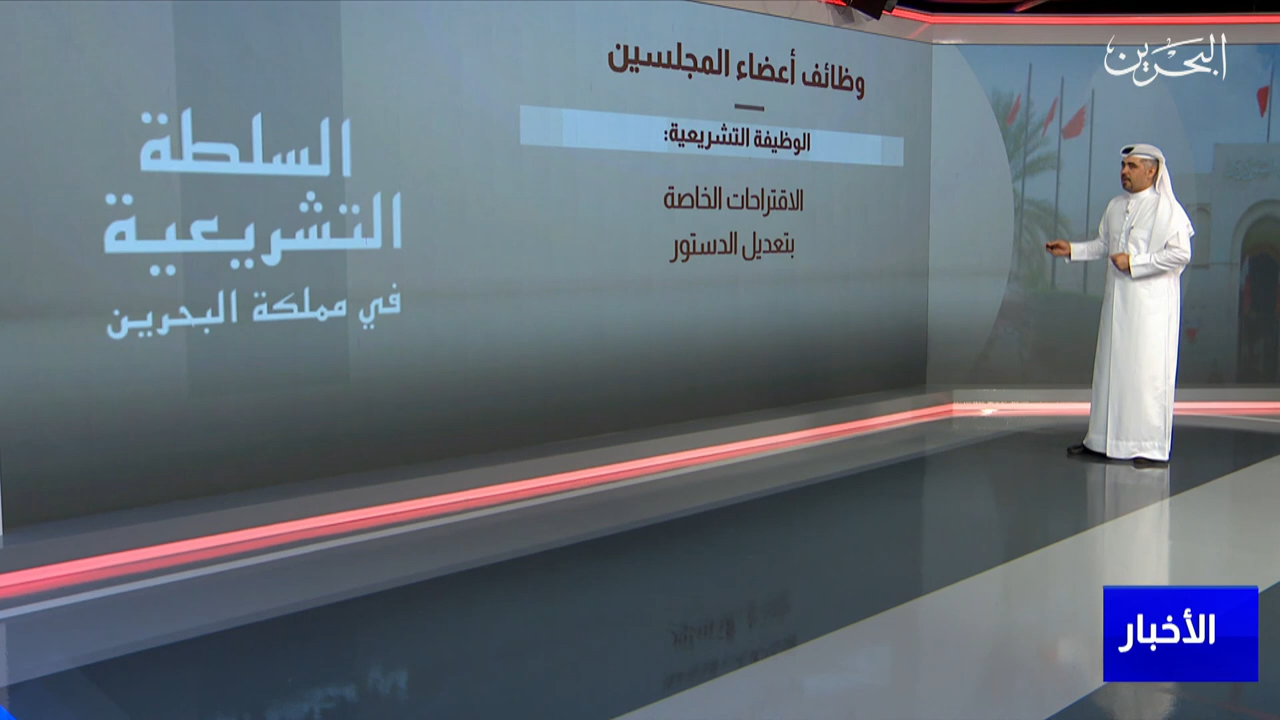 البحرين
وظائف أعضاء المجلسين
الوظيفة التشريعية:
الاقتراحات الخاصة
بتعديل الدستور
السلطة
التشريعية
في مملكة البحرين
الأخبار